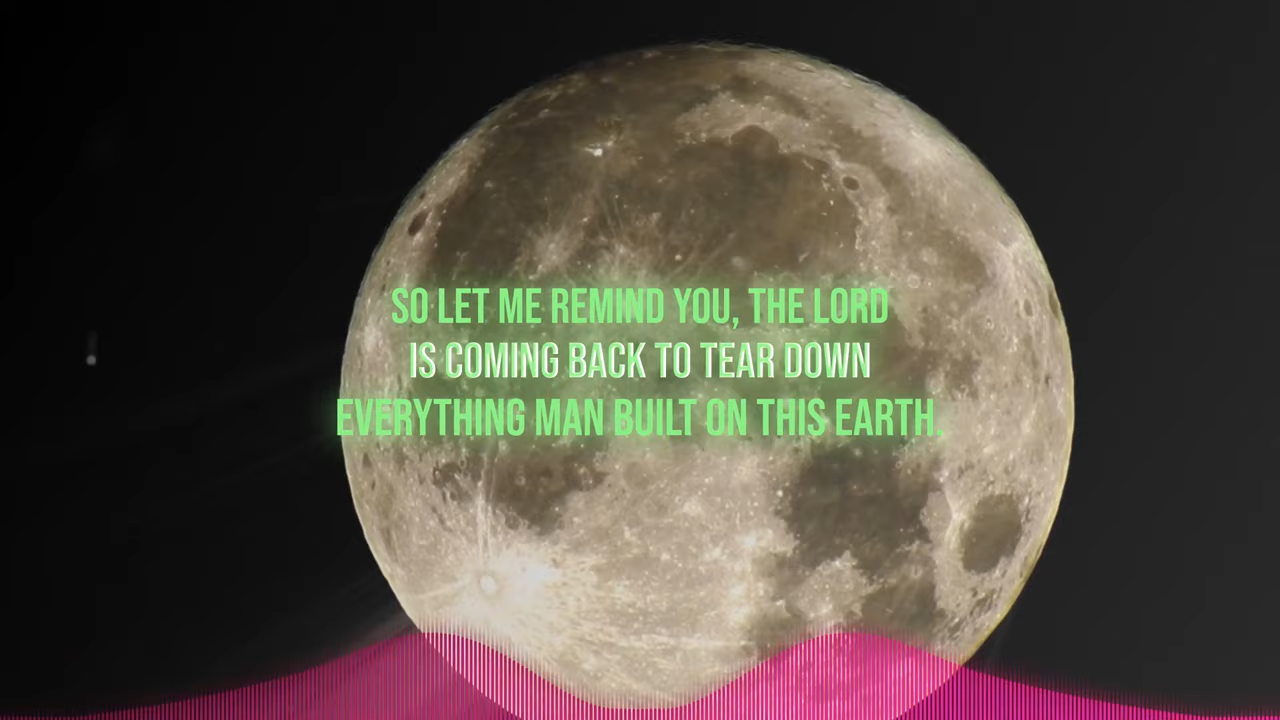 SO LET ME REMIND YOU, THE LORD
IS COMING BACK TO TEAR DOWN
EVERYTHING MAN BUILT ON THIS EARTH.